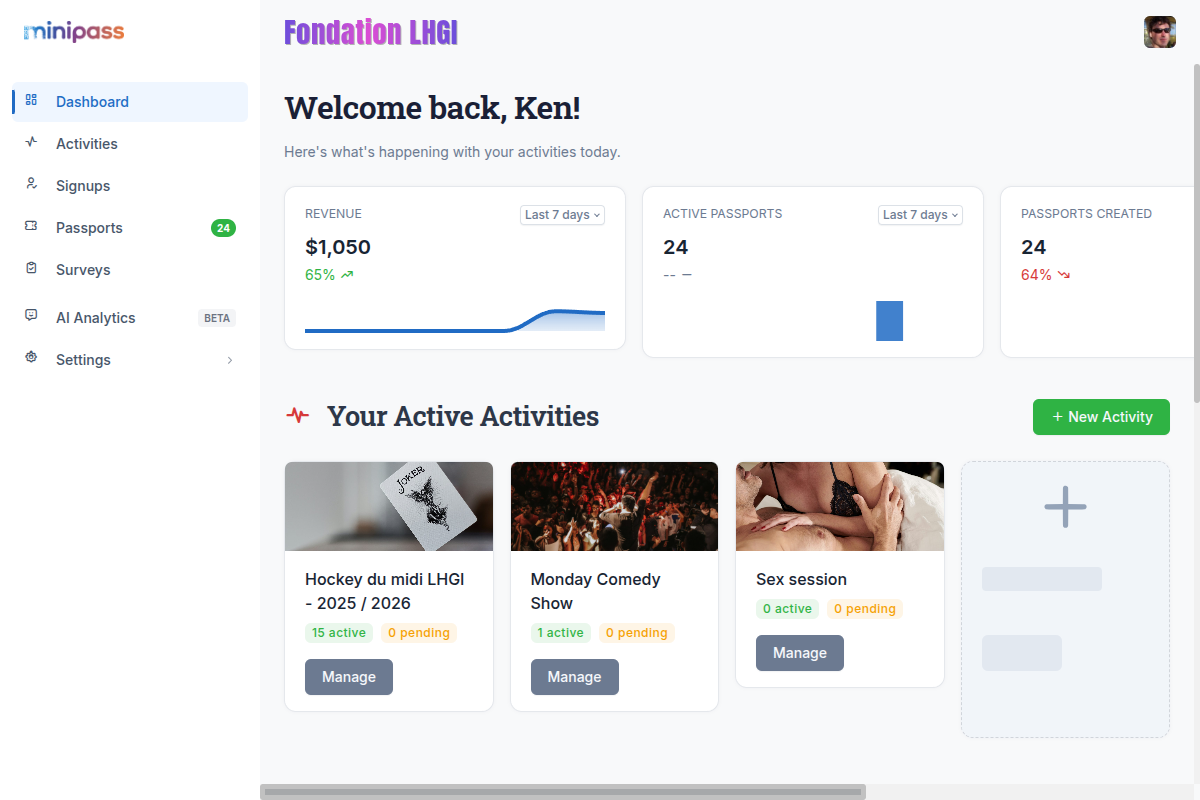 minipass
Fondation LHGI
Dashboard
Activities
Signups
Passports 24
Surveys
AI Analytics BETA
Settings
Welcome back, Ken!
Here's what's happening with your activities today.
REVENUE Last 7 days
$1,050
65%
ACTIVE PASSPORTS Last 7 days
24
-- –
PASSPORTS CREATED
24
64%
Your Active Activities
+ New Activity
JOKER
Hockey du midi LHGI
- 2025 / 2026
15 active 0 pending
Manage
Monday Comedy
Show
1 active 0 pending
Manage
Sex session
0 active 0 pending
Manage